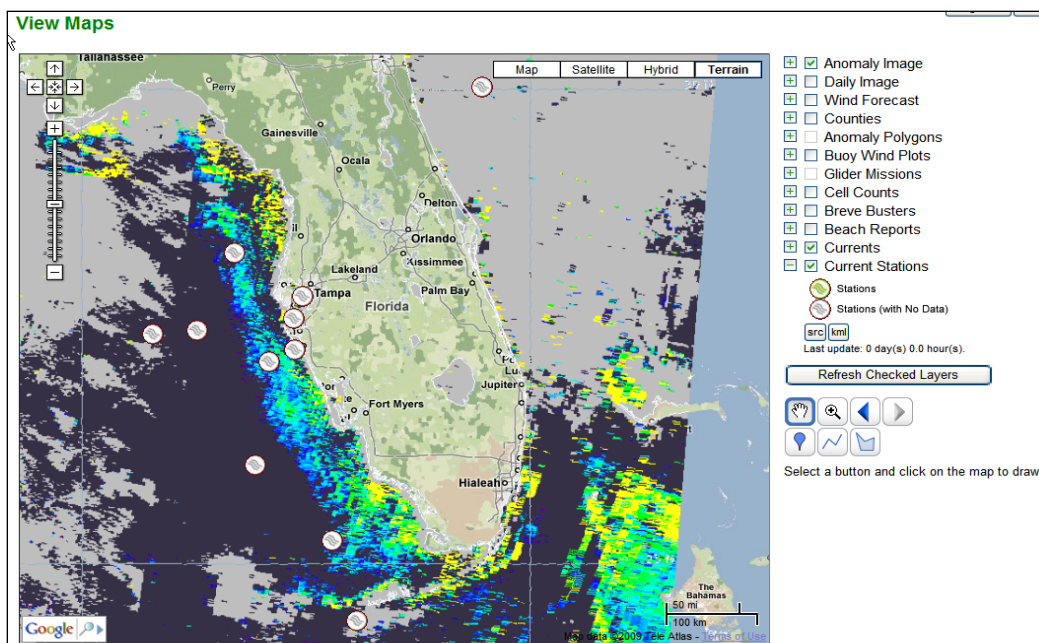 View Maps
Tallahassee
Perry
Map
Satellite
Hybrid
Terrain
Gainesville
Ocala
Delton
Orlando
Kissimmee
Lakeland
Palm Bay
Tampa
Florida
Jupiter
Fort Myers
Hialeah
The
Bahamas
50 mi
100 km
Google
Map data ©2009 Tele Atlas - Terms of Use
Anomaly Image
Daily Image
Wind Forecast
Counties
Anomaly Polygons
Buoy Wind Plots
Glider Missions
Cell Counts
Breve Busters
Beach Reports
Currents
Current Stations
Stations
Stations (with No Data)
src kml
Last update: 0 day(s) 0.0 hour(s).
Refresh Checked Layers
Select a button and click on the map to draw